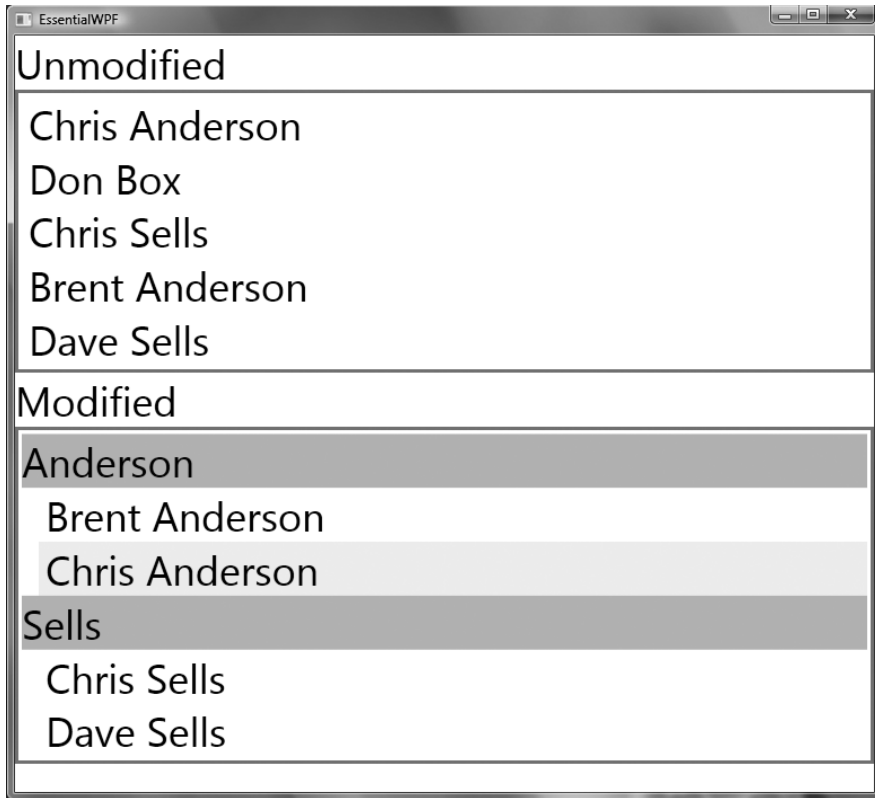 EssentialWPF
Unmodified
Chris Anderson
Don Box
Chris Sells
Brent Anderson
Dave Sells
Modified
Anderson
Brent Anderson
Chris Anderson
Sells
Chris Sells
Dave Sells